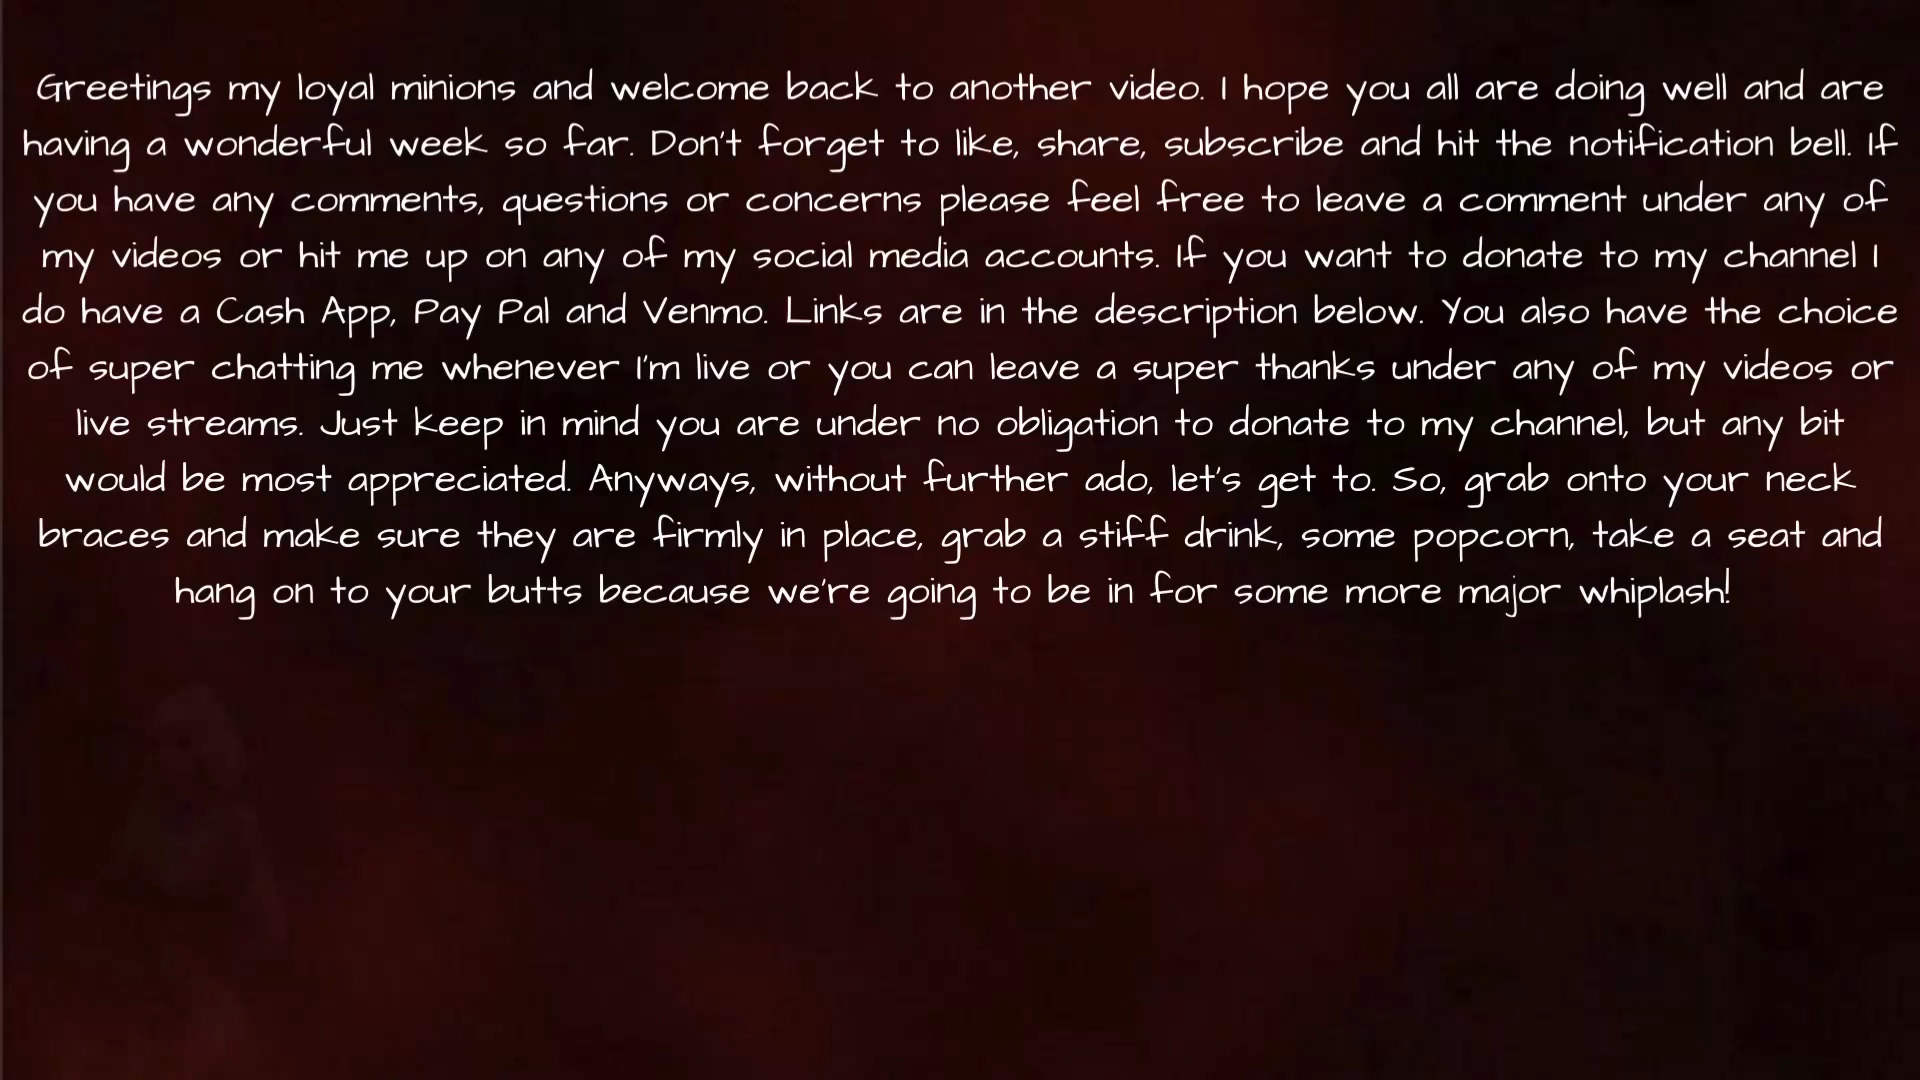 Greetings my loyal minions and welcome back to another video. I hope you all are doing well and are
having a wonderful week so far. Don't forget to like, share, subscribe and hit the notification bell. If
you have any comments, questions or concerns please feel free to leave a comment under any of
my videos or hit me up on any of my social media accounts. If you want to donate to my channel I
do have a Cash App, Pay Pal and Venmo. Links are in the description below. You also have the choice
of super chatting me whenever I'm live or you can leave a super thanks under any of my videos or
live streams. Just keep in mind you are under no obligation to donate to my channel, but any bit
would be most appreciated. Anyways, without further ado, let's get to. So, grab onto your neck
braces and make sure they are firmly in place, grab a stiff drink, some popcorn, take a seat and
hang on to your butts because we're going to be in for some more major whiplash!